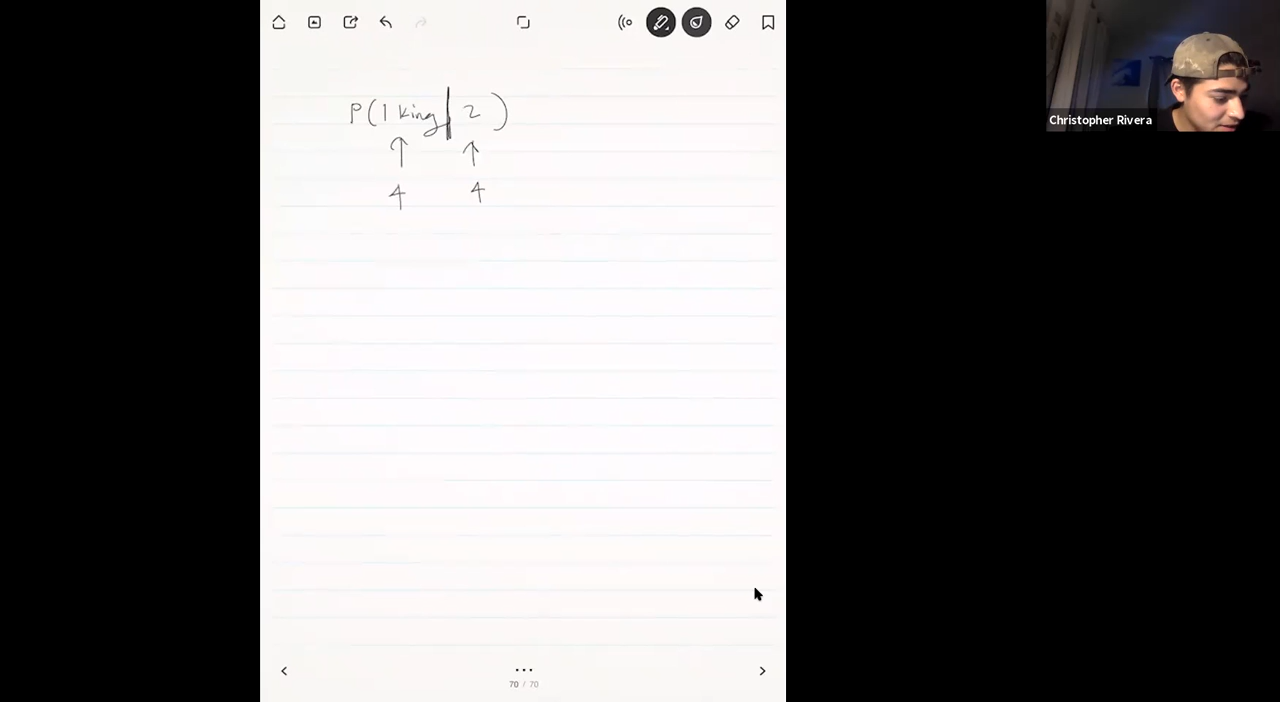 P(1 king | 2 )
↑ ↑
4 4
Christopher Rivera
70 / 70